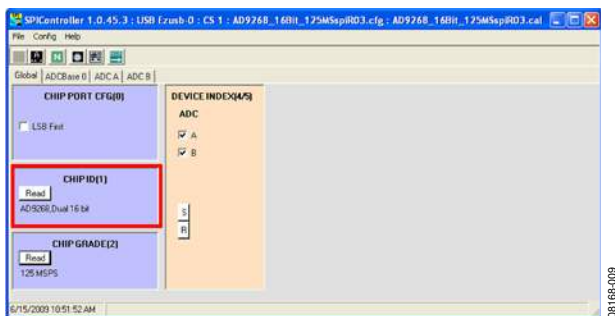 SPIController 1.0.45.3 : USB Ezusb-0 : CS 1 : AD9268_16Bit_125MSspiR03.cfg : AD9268_16Bit_125MSspiR03.cal
File Config Help
Global ADCBase 0 ADC A ADC B
CHIP PORT CFG(0)
LSB First
CHIP ID(1)
Read
AD9268,Dual 16 bit
CHIP GRADE(2)
Read
125 MSPS
DEVICE INDEX(4/5)
ADC
A
B
S
R
6/15/2009 10:51:52 AM
08168-009